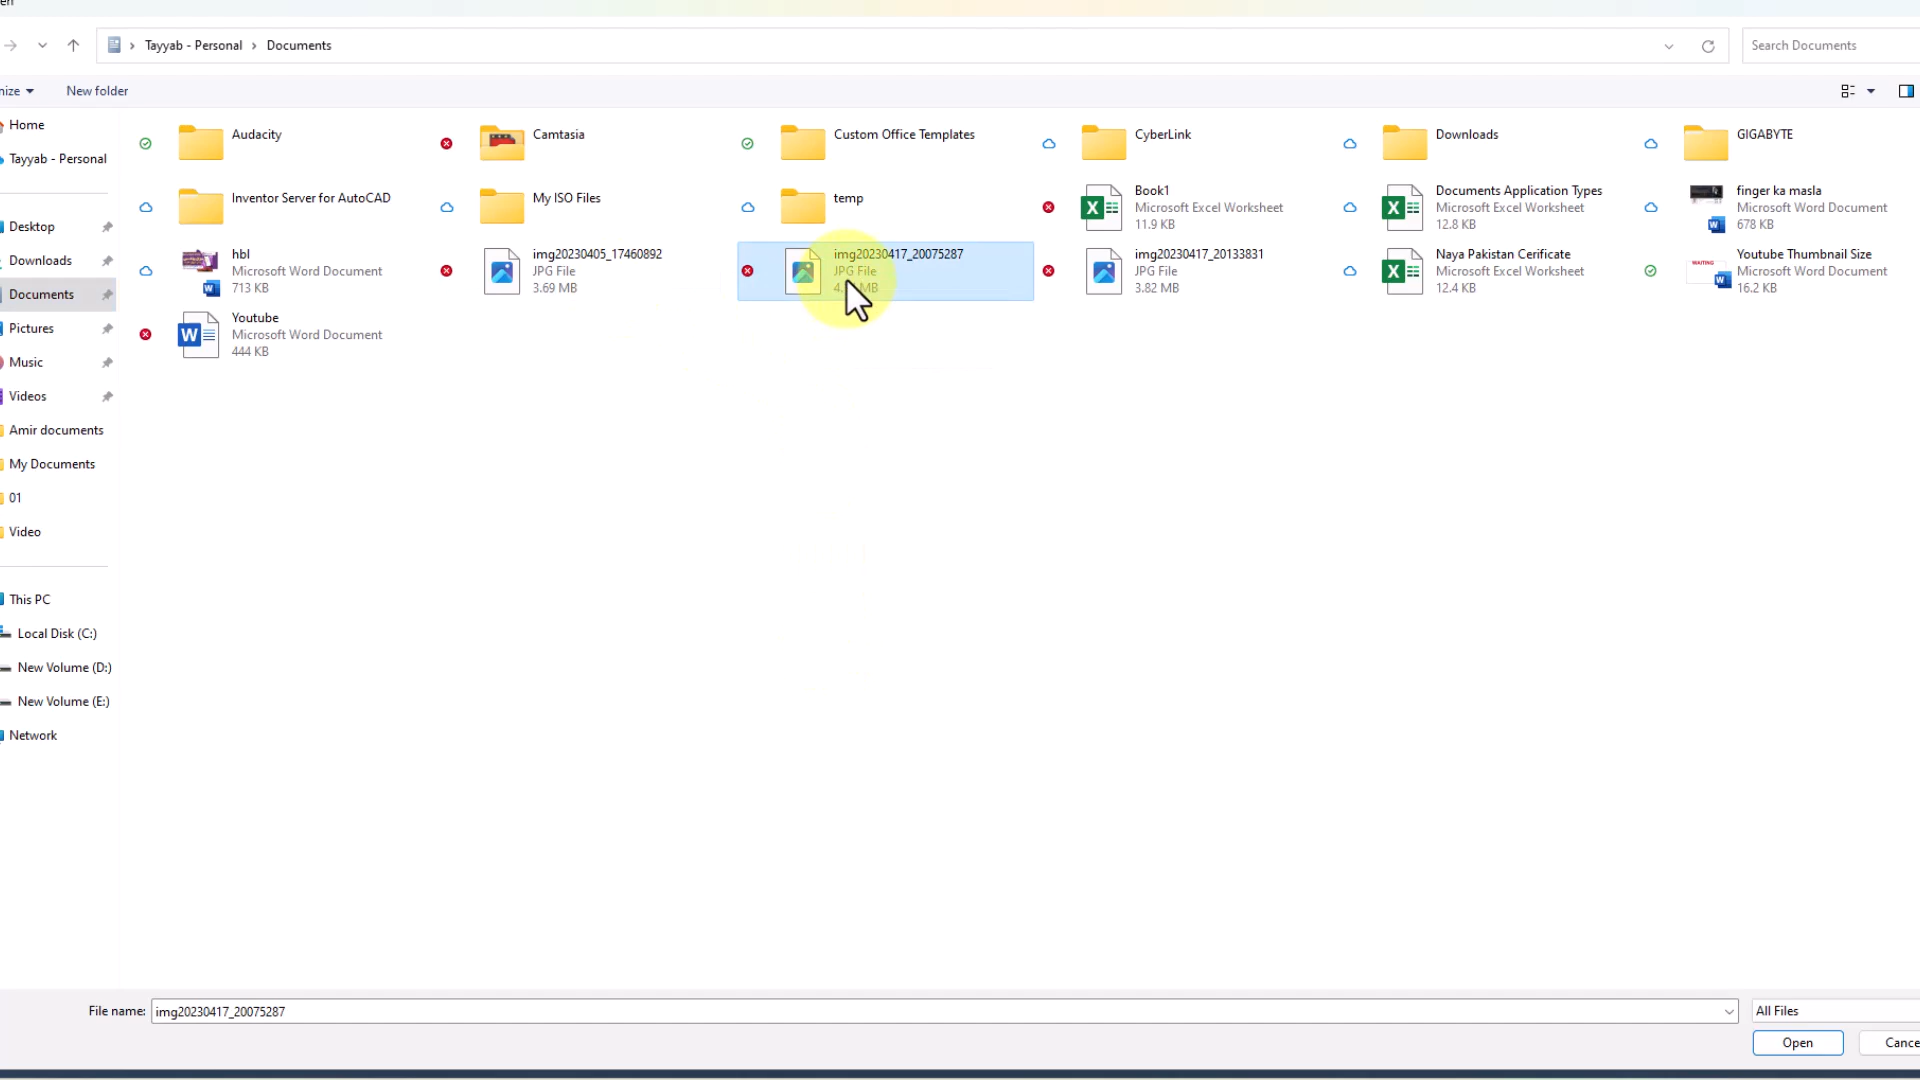 Tayyab - Personal > Documents
Search Documents
New folder
Home
Tayyab - Personal
Desktop
Downloads
Documents
Pictures
Music
Videos
Amir documents
My Documents
01
Video
This PC
Local Disk (C:)
New Volume (D:)
New Volume (E:)
Network
Audacity
Camtasia
Custom Office Templates
CyberLink
Downloads
GIGABYTE
Inventor Server for AutoCAD
My ISO Files
temp
Book1
Microsoft Excel Worksheet
11.9 KB
Documents Application Types
Microsoft Excel Worksheet
12.8 KB
finger ka masla
Microsoft Word Document
678 KB
hbl
Microsoft Word Document
713 KB
img20230405_17460892
JPG File
3.69 MB
img20230417_20075287
JPG File
MB
img20230417_20133831
JPG File
3.82 MB
Naya Pakistan Cerificate
Microsoft Excel Worksheet
12.4 KB
WAITING
Youtube Thumbnail Size
Microsoft Word Document
16.2 KB
Youtube
Microsoft Word Document
444 KB
File name: img20230417_20075287
All Files
Open
Cance